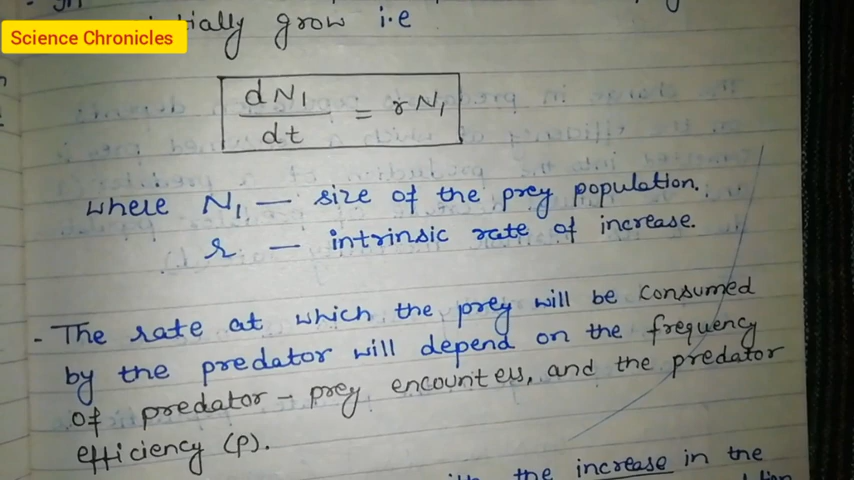 Science Chronicles
grow i.e
dN1
dt
= rN1
where N1 — size of the prey population.
r — intrinsic rate of increase.
- The rate at which the prey will be consumed
by the predator will depend on the frequency
of predator - prey encounters, and the predator
efficiency (p).
the increase in the